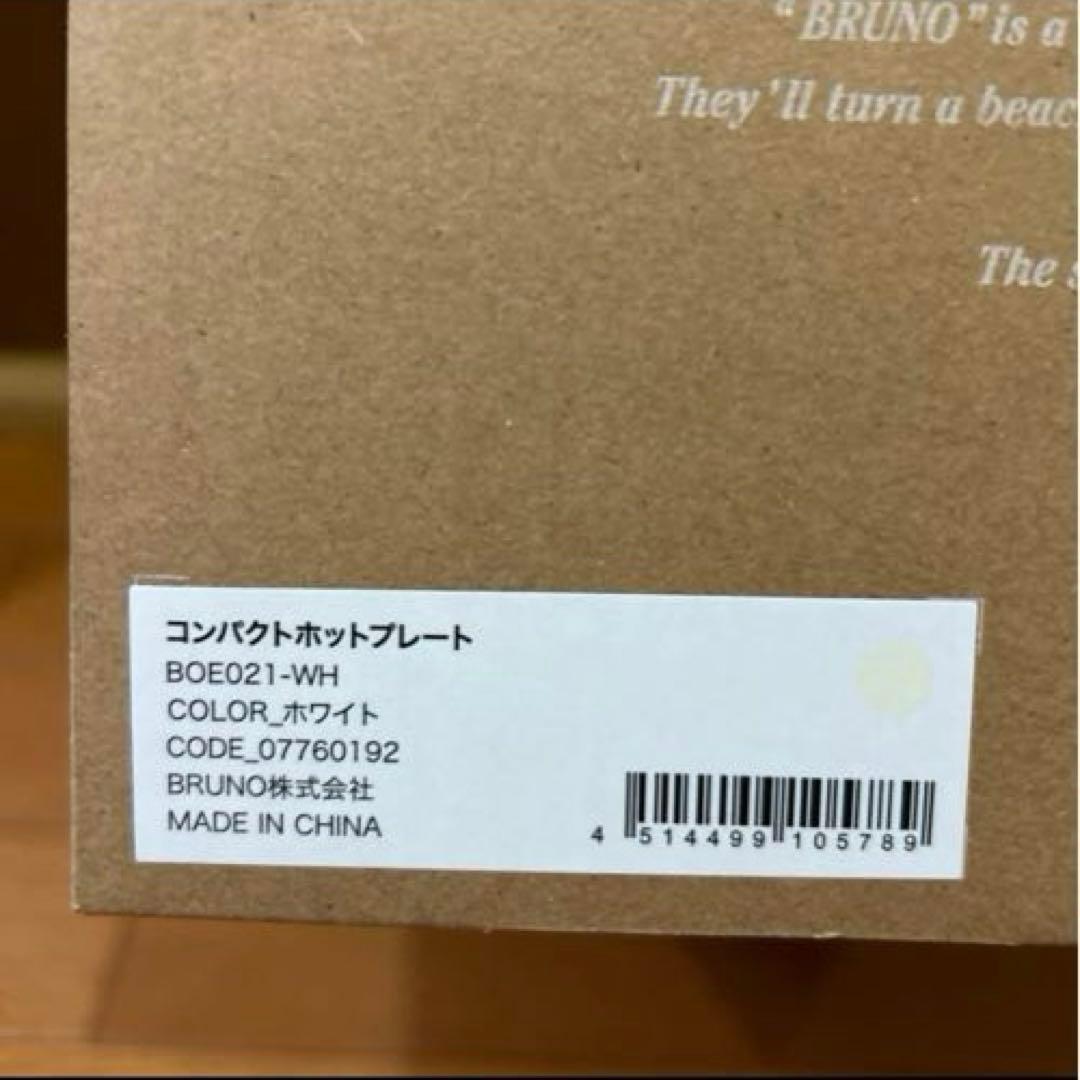 "BRUNO" is a
They'll turn a beac
The s
コンパクトホットプレート
BOE021-WH
COLOR_ホワイト
CODE_07760192
BRUNO株式会社
MADE IN CHINA
4 514499 105789